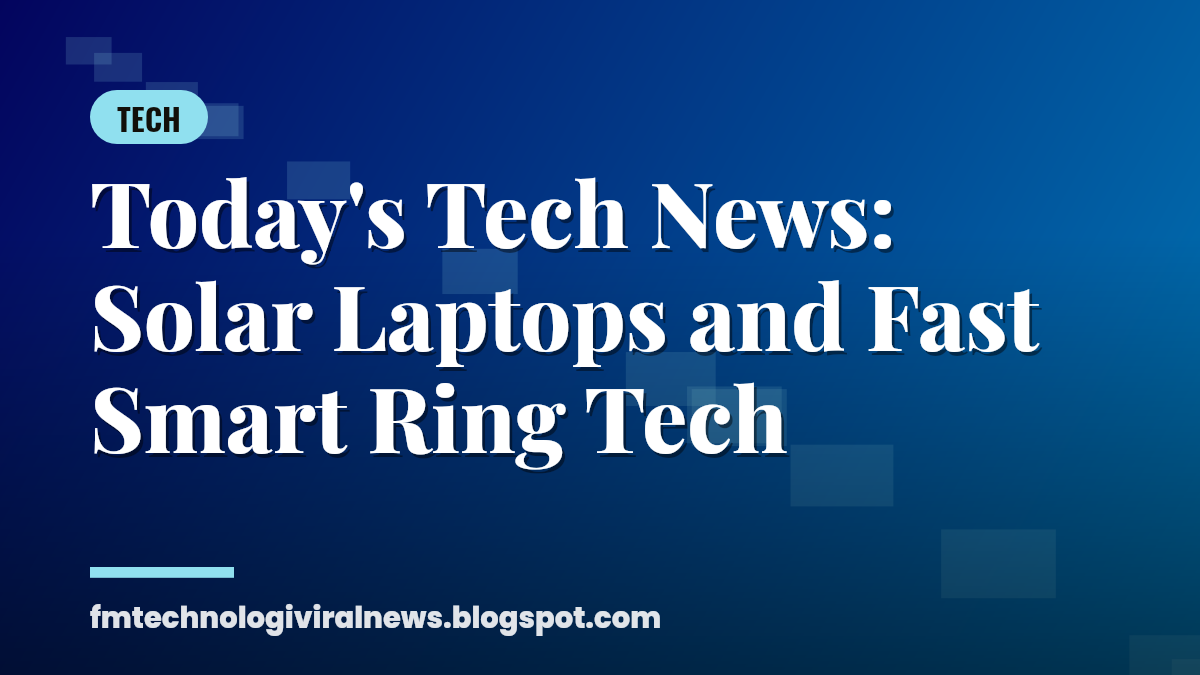 TECH
Today's Tech News:
Solar Laptops and Fast
Smart Ring Tech
fmtechnologiviralnews.blogspot.com